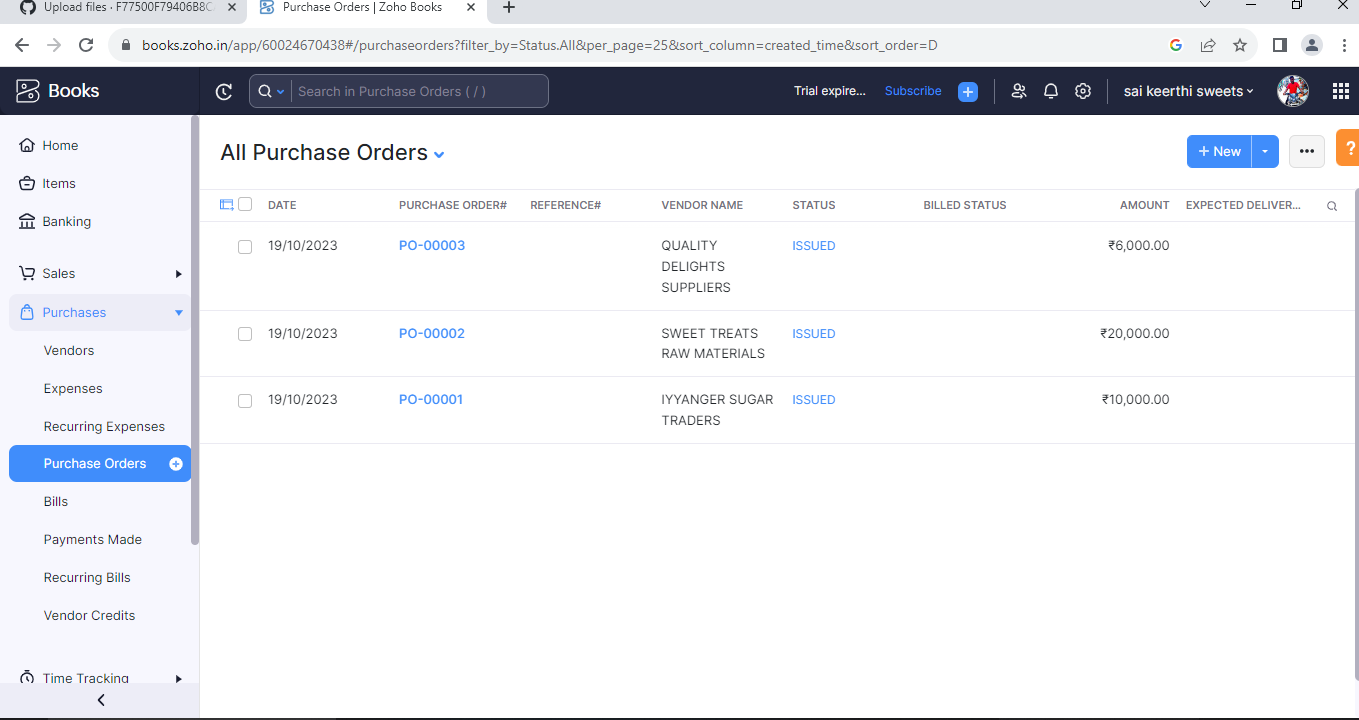 Upload files · F77500F79406B8C
Purchase Orders | Zoho Books
books.zoho.in/app/60024670438#/purchaseorders?filter_by=Status.All&per_page=25&sort_column=created_time&sort_order=D
Books
Search in Purchase Orders ( / )
Trial expire...
Subscribe
sai keerthi sweets
Home
Items
Banking
Sales
Purchases
Vendors
Expenses
Recurring Expenses
Purchase Orders
Bills
Payments Made
Recurring Bills
Vendor Credits
Time Tracking
All Purchase Orders
+ New
?
DATE PURCHASE ORDER# REFERENCE# VENDOR NAME STATUS BILLED STATUS AMOUNT EXPECTED DELIVER...
19/10/2023 PO-00003 QUALITY ISSUED ₹6,000.00
DELIGHTS
SUPPLIERS
19/10/2023 PO-00002 SWEET TREATS ISSUED ₹20,000.00
RAW MATERIALS
19/10/2023 PO-00001 IYYANGER SUGAR ISSUED ₹10,000.00
TRADERS